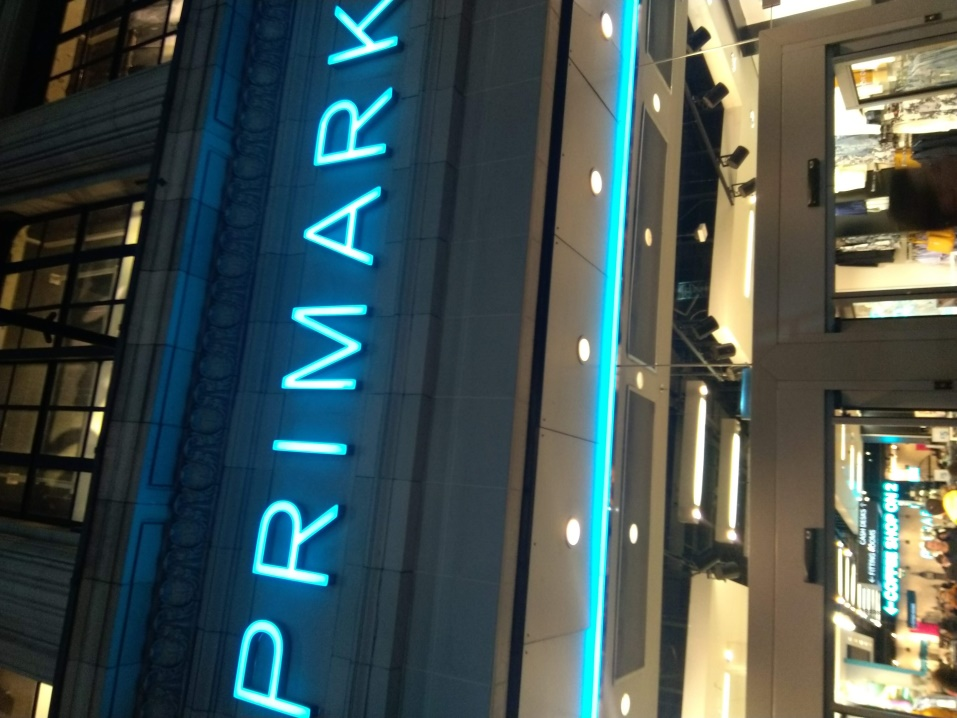 PRIMARK
CASH DESKS ↑
← FITTING ROOMS
← COFFEE SHOP ON 2